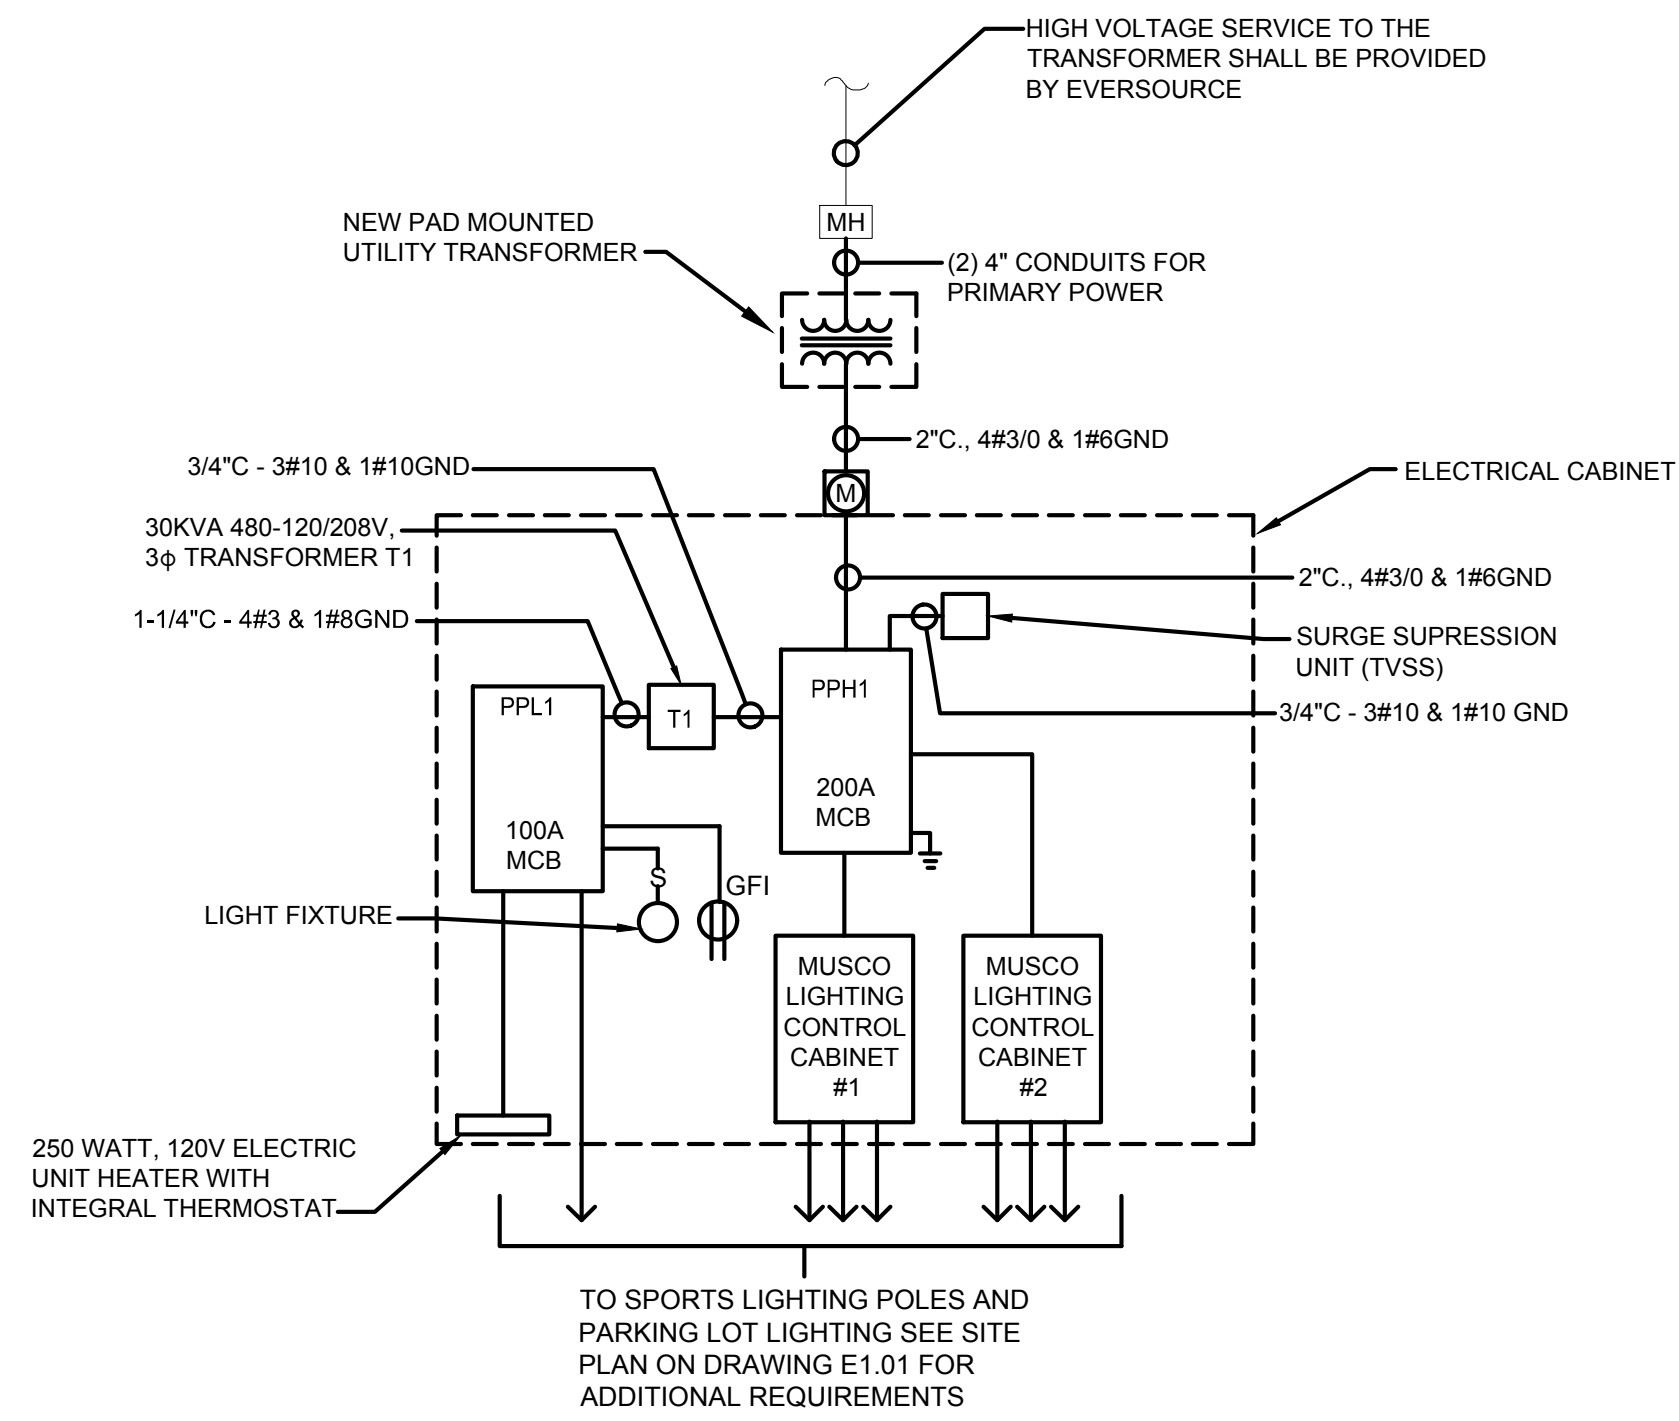 HIGH VOLTAGE SERVICE TO THE
TRANSFORMER SHALL BE PROVIDED
BY EVERSOURCE
MH
NEW PAD MOUNTED
UTILITY TRANSFORMER
(2) 4" CONDUITS FOR
PRIMARY POWER
2"C., 4#3/0 & 1#6GND
3/4"C - 3#10 & 1#10GND
M
ELECTRICAL CABINET
30KVA 480-120/208V,
3ϕ TRANSFORMER T1
2"C., 4#3/0 & 1#6GND
1-1/4"C - 4#3 & 1#8GND
SURGE SUPRESSION
UNIT (TVSS)
3/4"C - 3#10 & 1#10 GND
PPL1
T1
PPH1
200A
MCB
100A
MCB
S
GFI
LIGHT FIXTURE
MUSCO
LIGHTING
CONTROL
CABINET
#1
MUSCO
LIGHTING
CONTROL
CABINET
#2
250 WATT, 120V ELECTRIC
UNIT HEATER WITH
INTEGRAL THERMOSTAT
TO SPORTS LIGHTING POLES AND
PARKING LOT LIGHTING SEE SITE
PLAN ON DRAWING E1.01 FOR
ADDITIONAL REQUIREMENTS